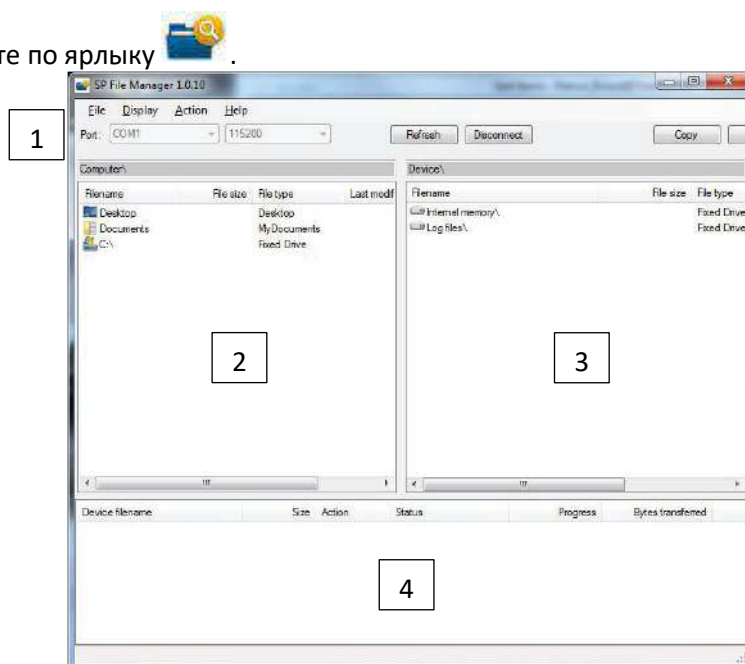 те по ярлыку .
SP File Manager 1.0.10
File Display Action Help
1
Port: COM1 115200 Refresh Disconnect Copy
Computer\ Device\
Filename File size File type Last modif Filename File size File type
Desktop Desktop Internal memory\ Fixed Drive
Documents MyDocuments Log files\ Fixed Drive
C:\ Fixed Drive
2 3
Device filename Size Action Status Progress Bytes transferred
4